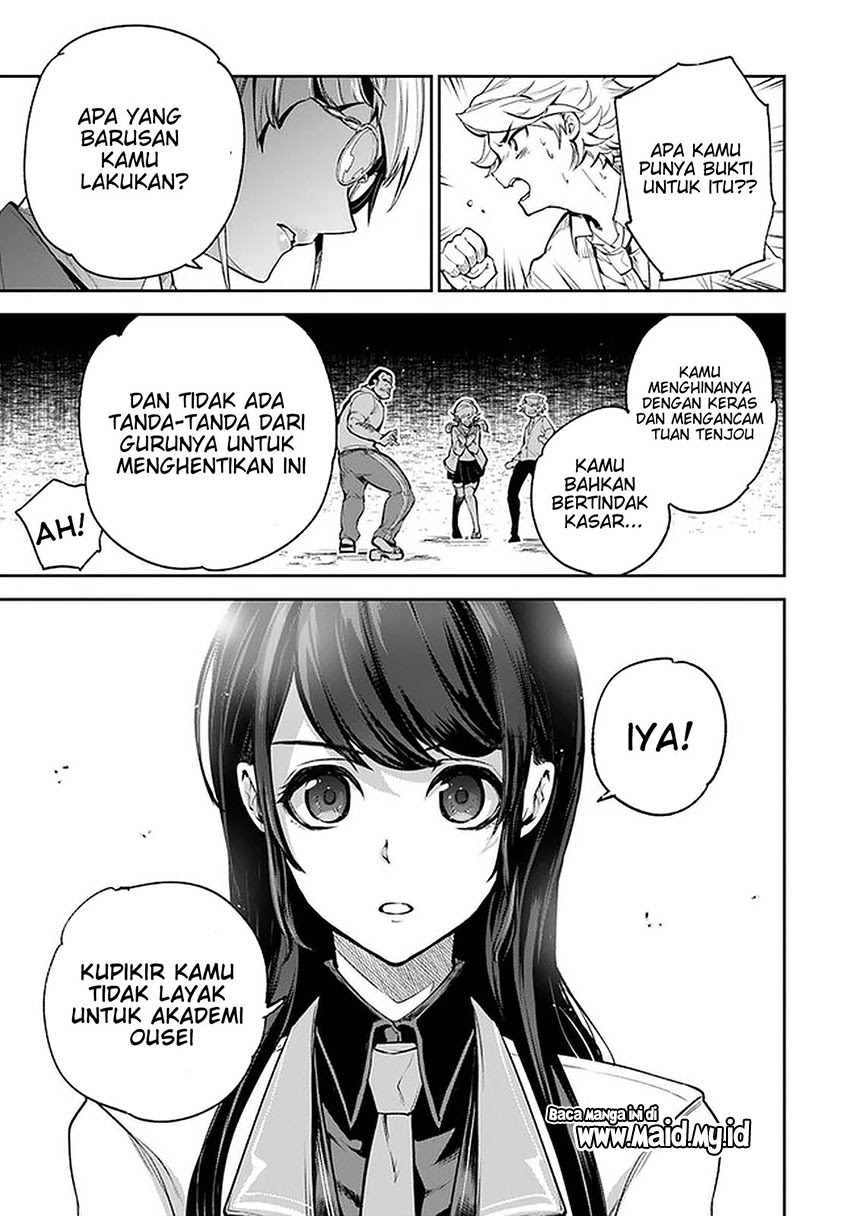 APA KAMU
PUNYA BUKTI
UNTUK ITU??
APA YANG
BARUSAN
KAMU
LAKUKAN?
KAMU
MENGHINANYA
DENGAN KERAS
DAN MENGANCAM
TUAN TENJOU
KAMU
BAHKAN
BERTINDAK
KASAR...
DAN TIDAK ADA
TANDA-TANDA DARI
GURUNYA UNTUK
MENGHENTIKAN INI
AH!
IYA!
KUPIKIR KAMU
TIDAK LAYAK
UNTUK AKADEMI
OUSEI
Baca Manga ini di
www.Maid.My.id